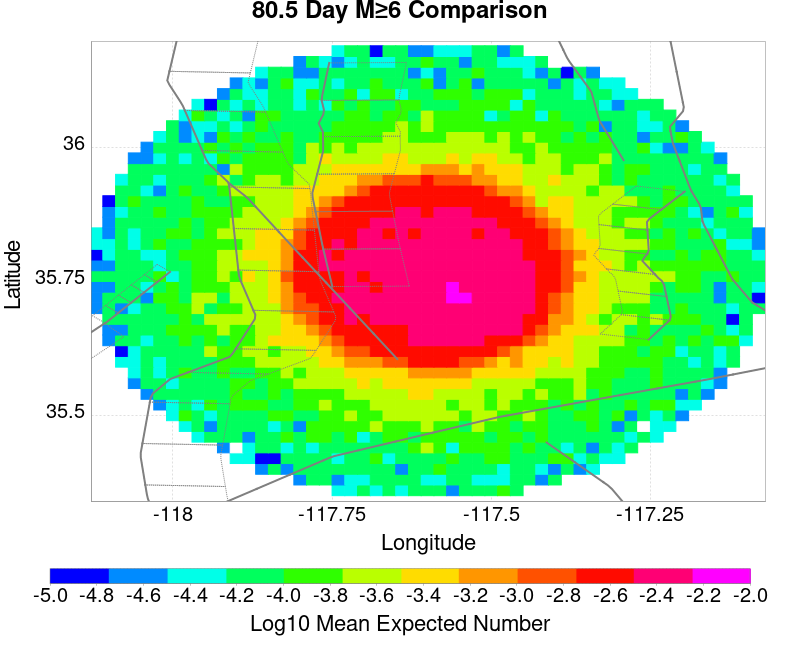 80.5 Day M≥6 Comparison
Latitude
36
35.75
35.5
-118 -117.75 -117.5 -117.25
Longitude
-5.0 -4.8 -4.6 -4.4 -4.2 -4.0 -3.8 -3.6 -3.4 -3.2 -3.0 -2.8 -2.6 -2.4 -2.2 -2.0
Log10 Mean Expected Number